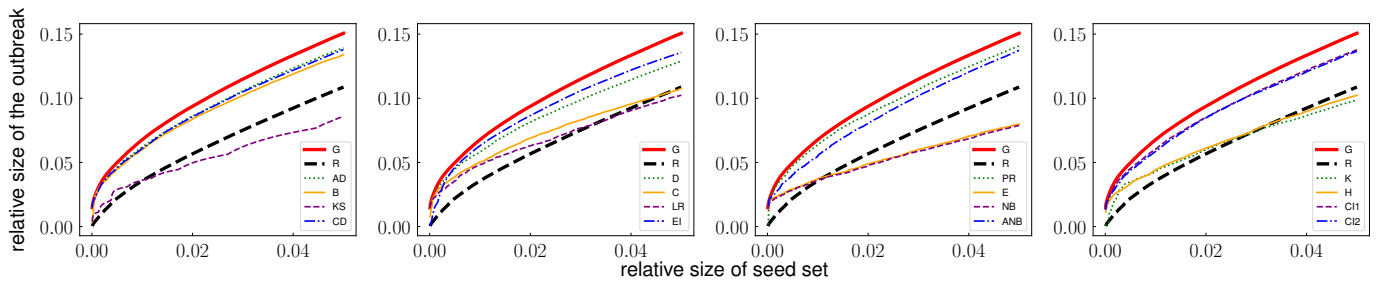 relative size of the outbreak
0.15
0.10
0.05
0.00
0.00
0.02
0.04
G
R
AD
B
KS
CD
0.15
0.10
0.05
0.00
0.00
0.02
0.04
G
R
D
C
LR
EI
0.15
0.10
0.05
0.00
0.00
0.02
0.04
G
R
PR
E
NB
ANB
0.15
0.10
0.05
0.00
0.00
0.02
0.04
G
R
K
H
CI1
CI2
relative size of seed set